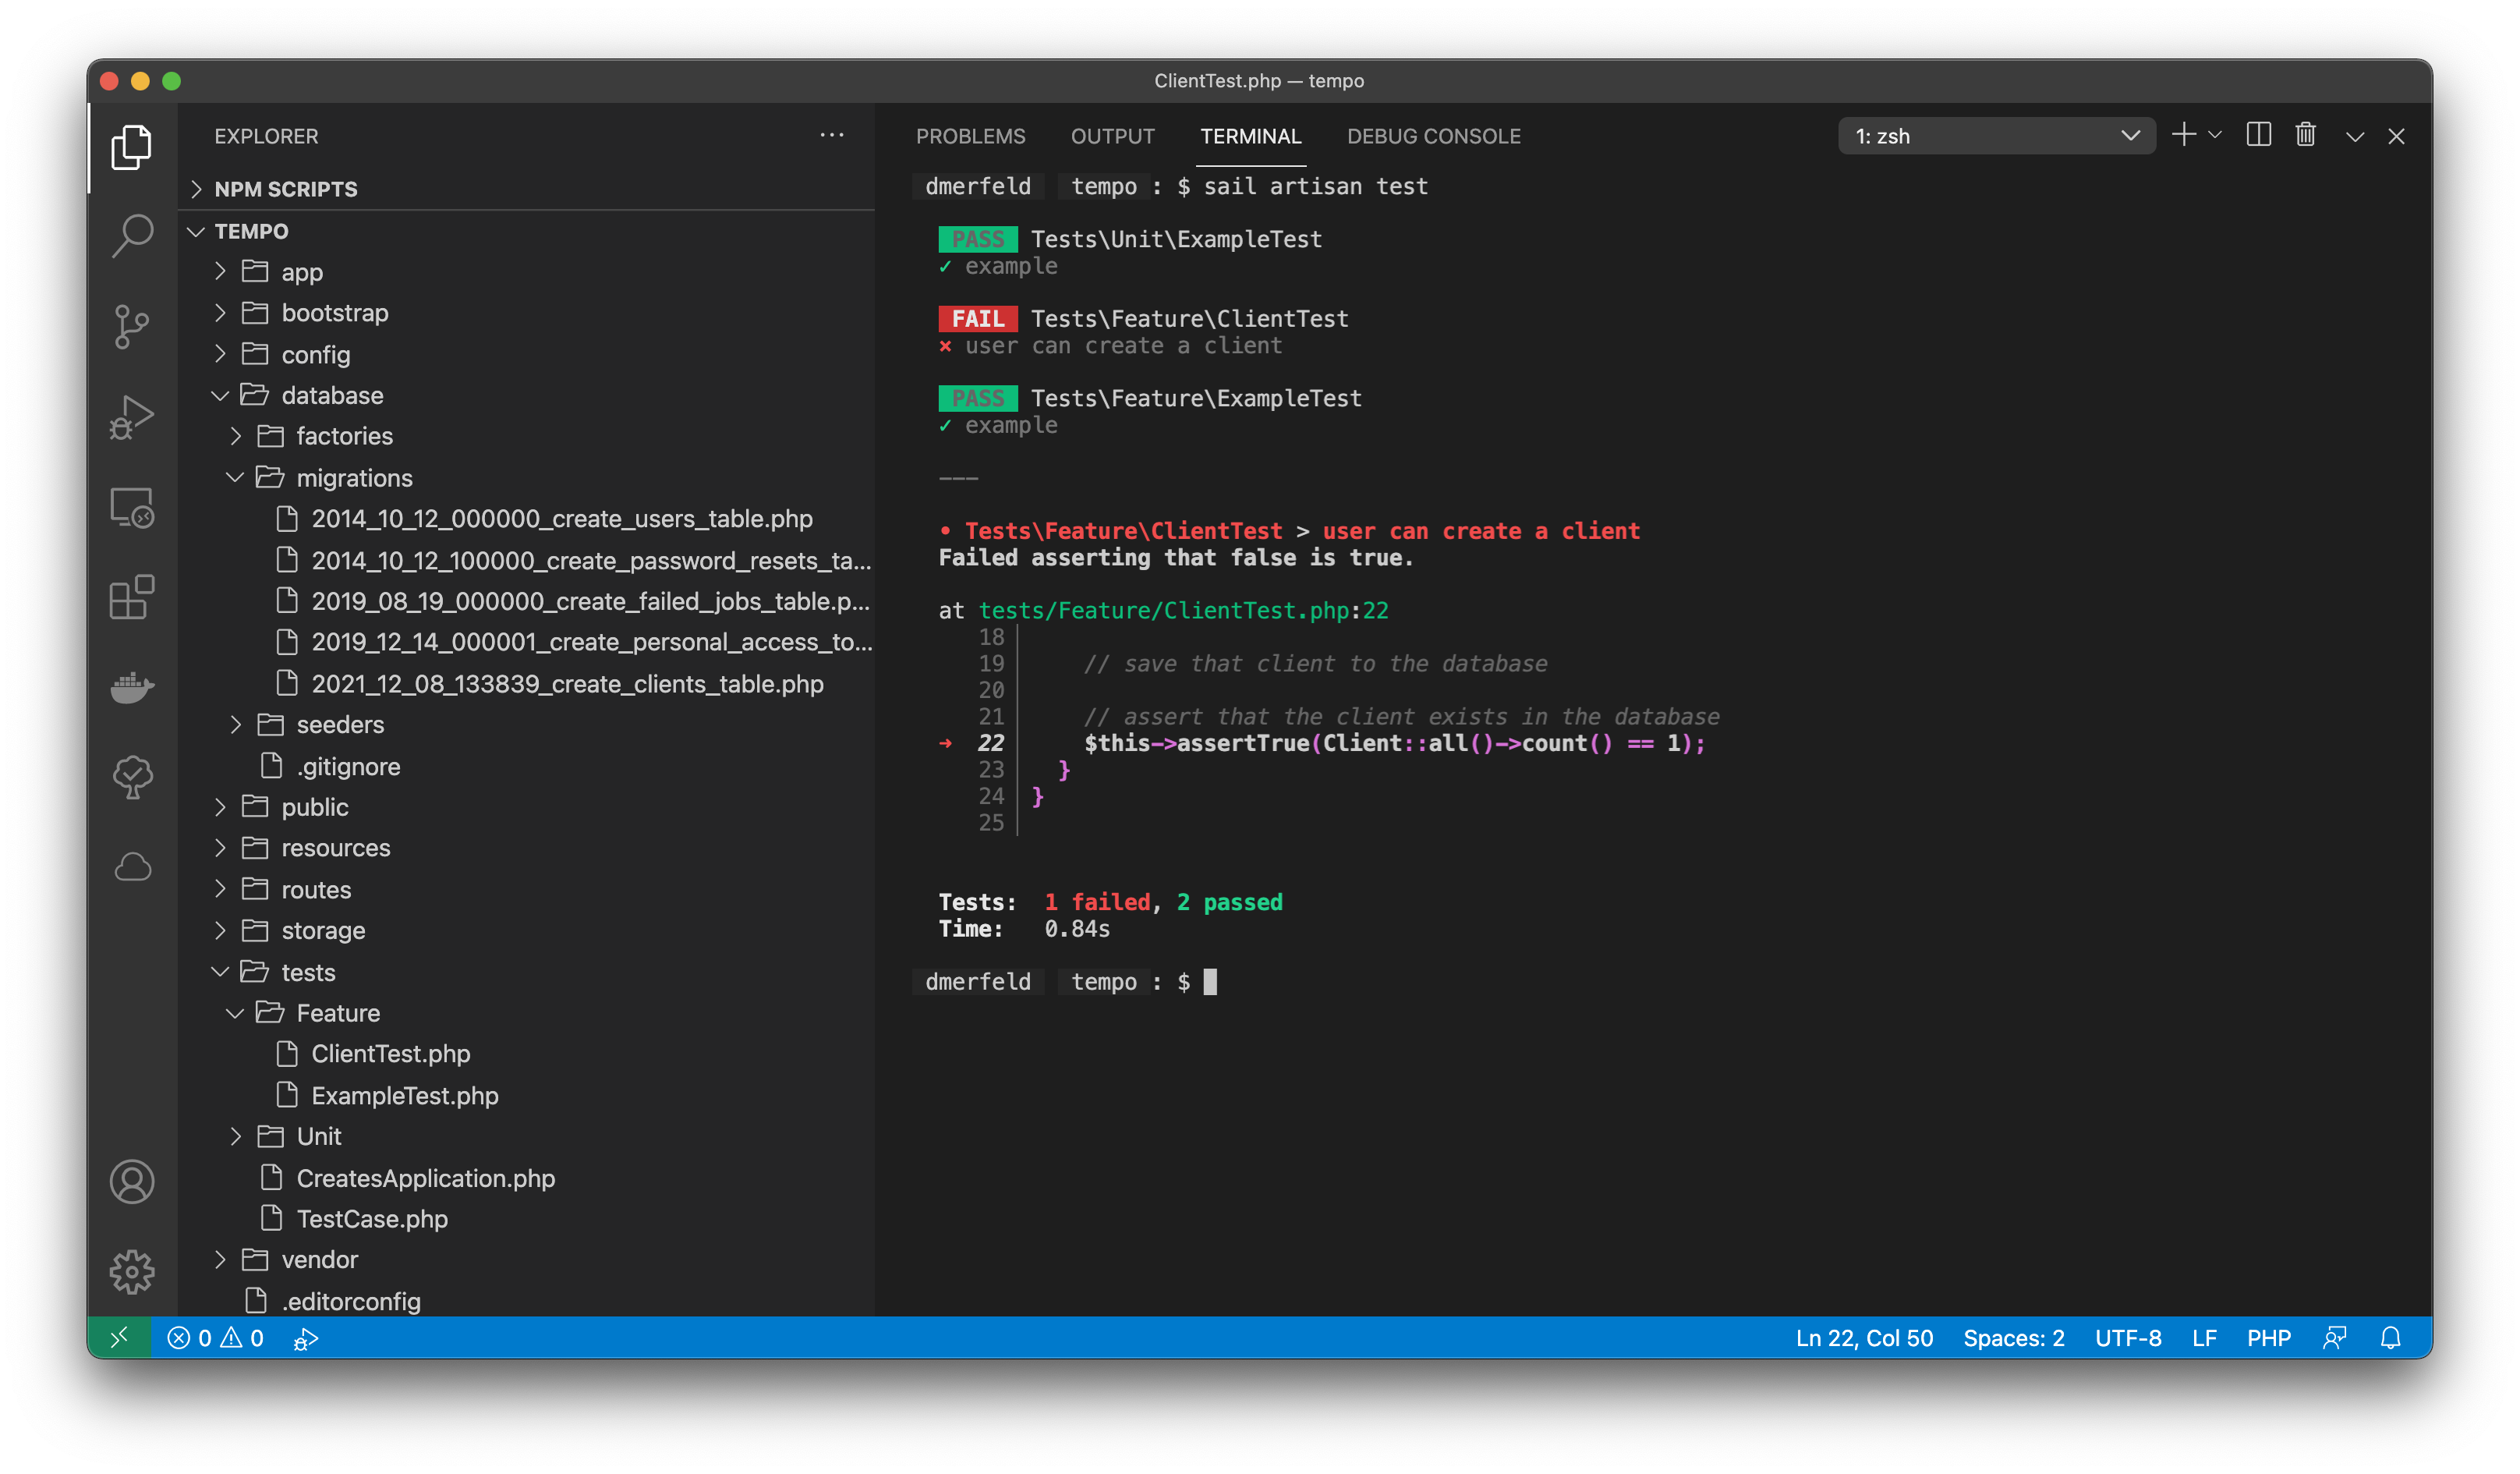 ClientTest.php — tempo
EXPLORER
NPM SCRIPTS
TEMPO
app
bootstrap
config
database
factories
migrations
2014_10_12_000000_create_users_table.php
2014_10_12_100000_create_password_resets_ta...
2019_08_19_000000_create_failed_jobs_table.p...
2019_12_14_000001_create_personal_access_to...
2021_12_08_133839_create_clients_table.php
seeders
.gitignore
public
resources
routes
storage
tests
Feature
ClientTest.php
ExampleTest.php
Unit
CreatesApplication.php
TestCase.php
vendor
.editorconfig
PROBLEMS OUTPUT TERMINAL DEBUG CONSOLE 1: zsh
dmerfeld tempo : $ sail artisan test
PASS Tests\Unit\ExampleTest
✓ example
FAIL Tests\Feature\ClientTest
⨯ user can create a client
PASS Tests\Feature\ExampleTest
✓ example
———
• Tests\Feature\ClientTest > user can create a client
Failed asserting that false is true.
at tests/Feature/ClientTest.php:22
18
19 // save that client to the database
20
21 // assert that the client exists in the database
➜ 22 $this->assertTrue(Client::all()->count() == 1);
23 }
24 }
25
Tests: 1 failed, 2 passed
Time: 0.84s
dmerfeld tempo : $
0 0 Ln 22, Col 50 Spaces: 2 UTF-8 LF PHP